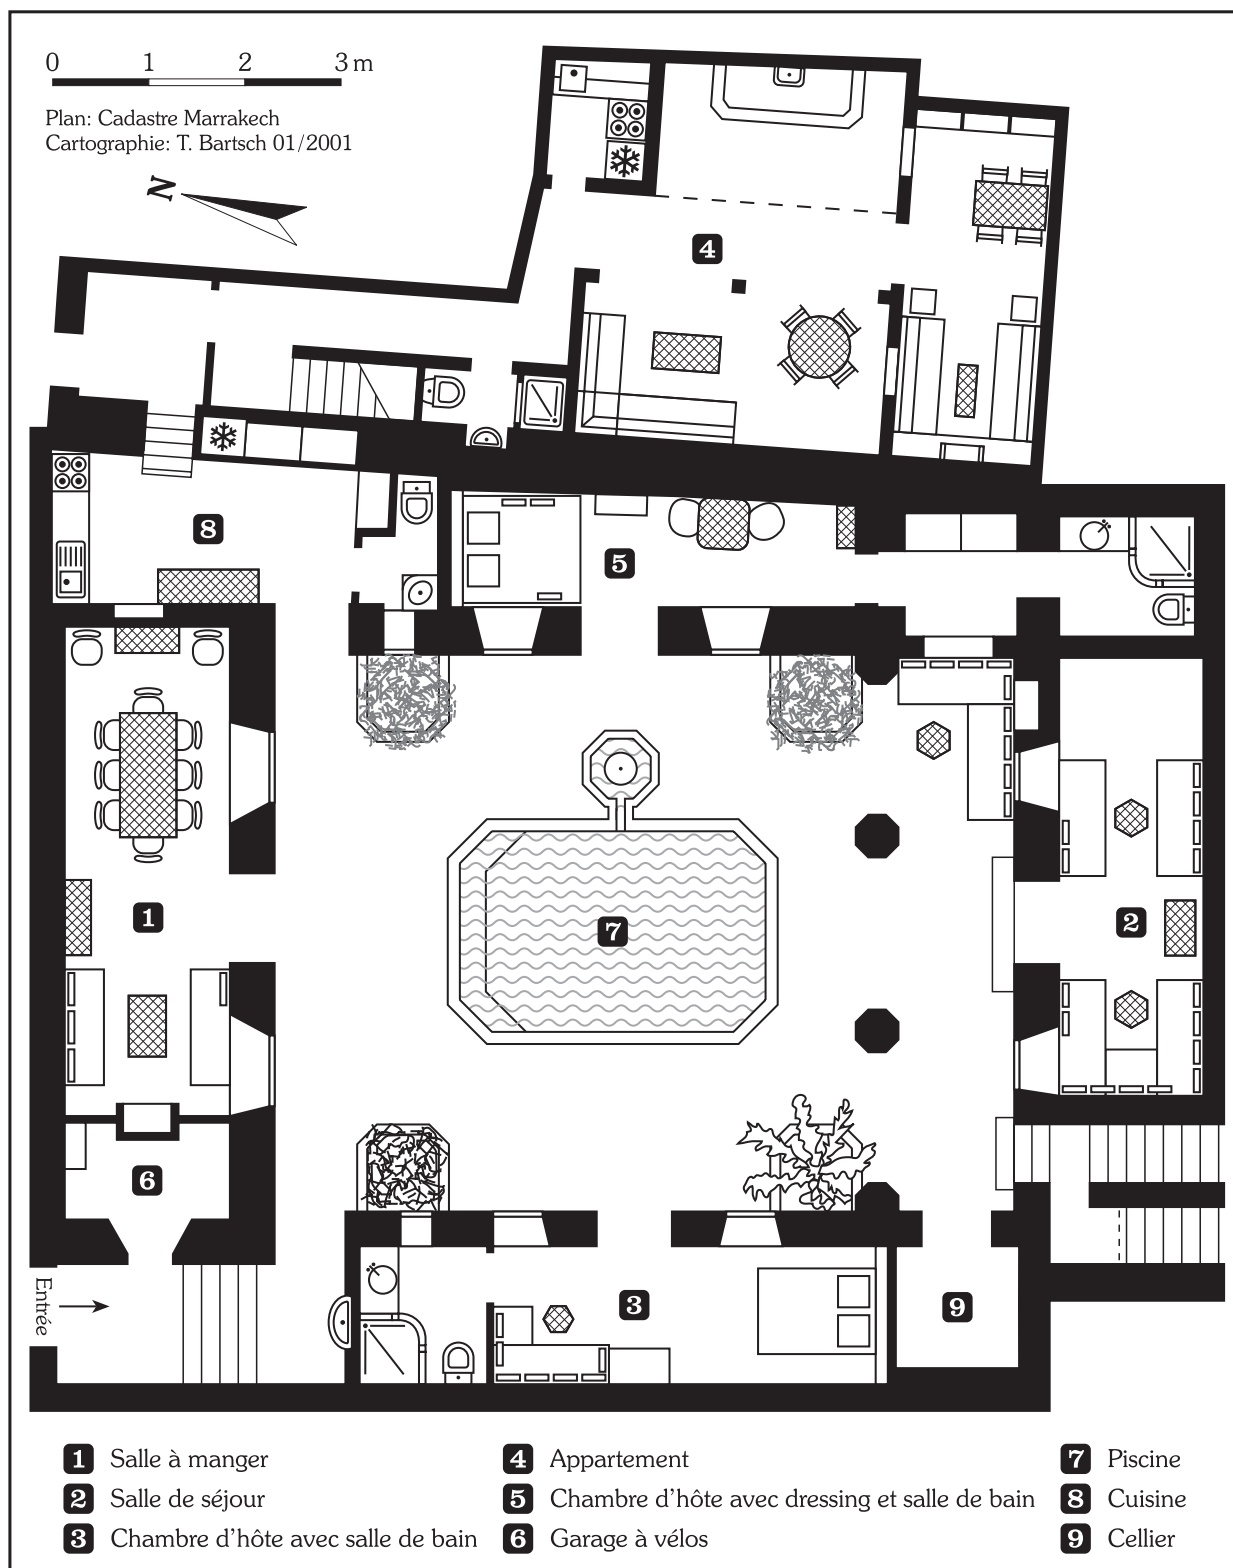 0 1 2 3 m
Plan: Cadastre Marrakech
Cartographie: T. Bartsch 01/2001
N
4
8
5
1
7
2
6
3
9
Entrée
1 Salle à manger
2 Salle de séjour
3 Chambre d'hôte avec salle de bain
4 Appartement
5 Chambre d'hôte avec dressing et salle de bain
6 Garage à vélos
7 Piscine
8 Cuisine
9 Cellier